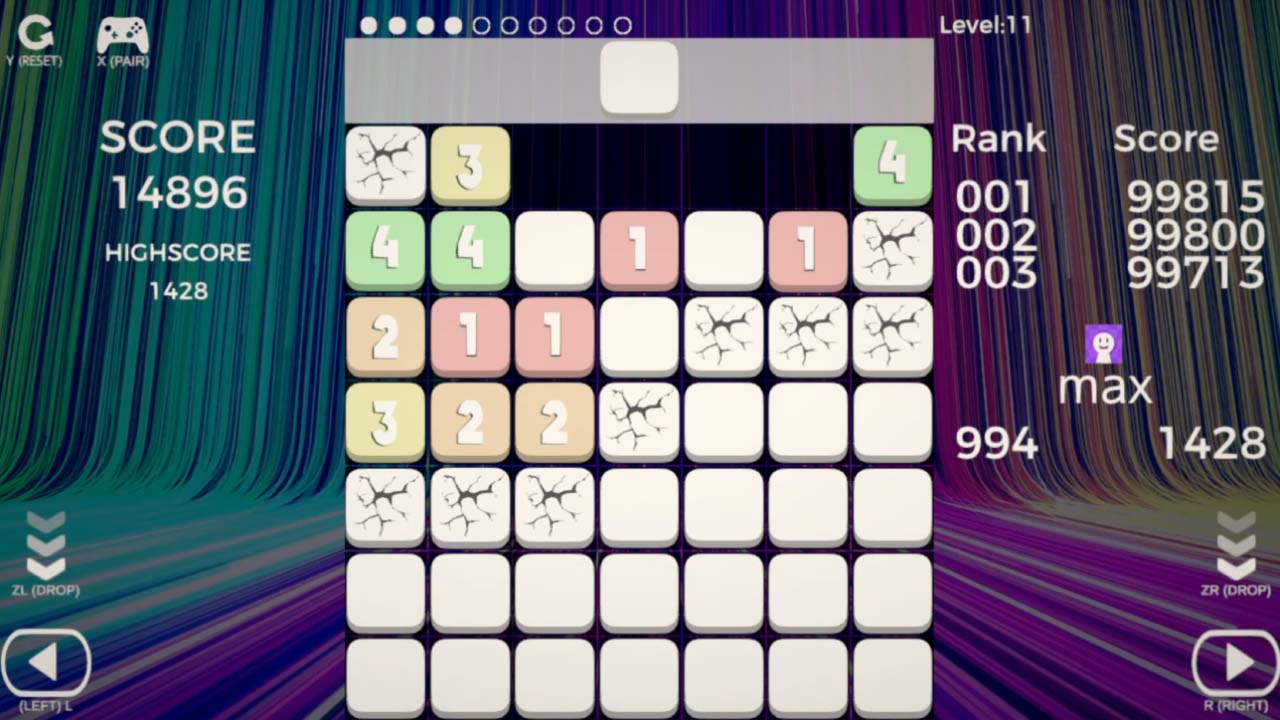 Level:11
Y (RESET) X (PAIR)
SCORE
14896
HIGHSCORE
1428
Rank Score
001 99815
002 99800
003 99713
max
994 1428
3 4
4 4 1 1
2 1 1
3 2 2
ZL (DROP)
ZR (DROP)
(LEFT) L
R (RIGHT)